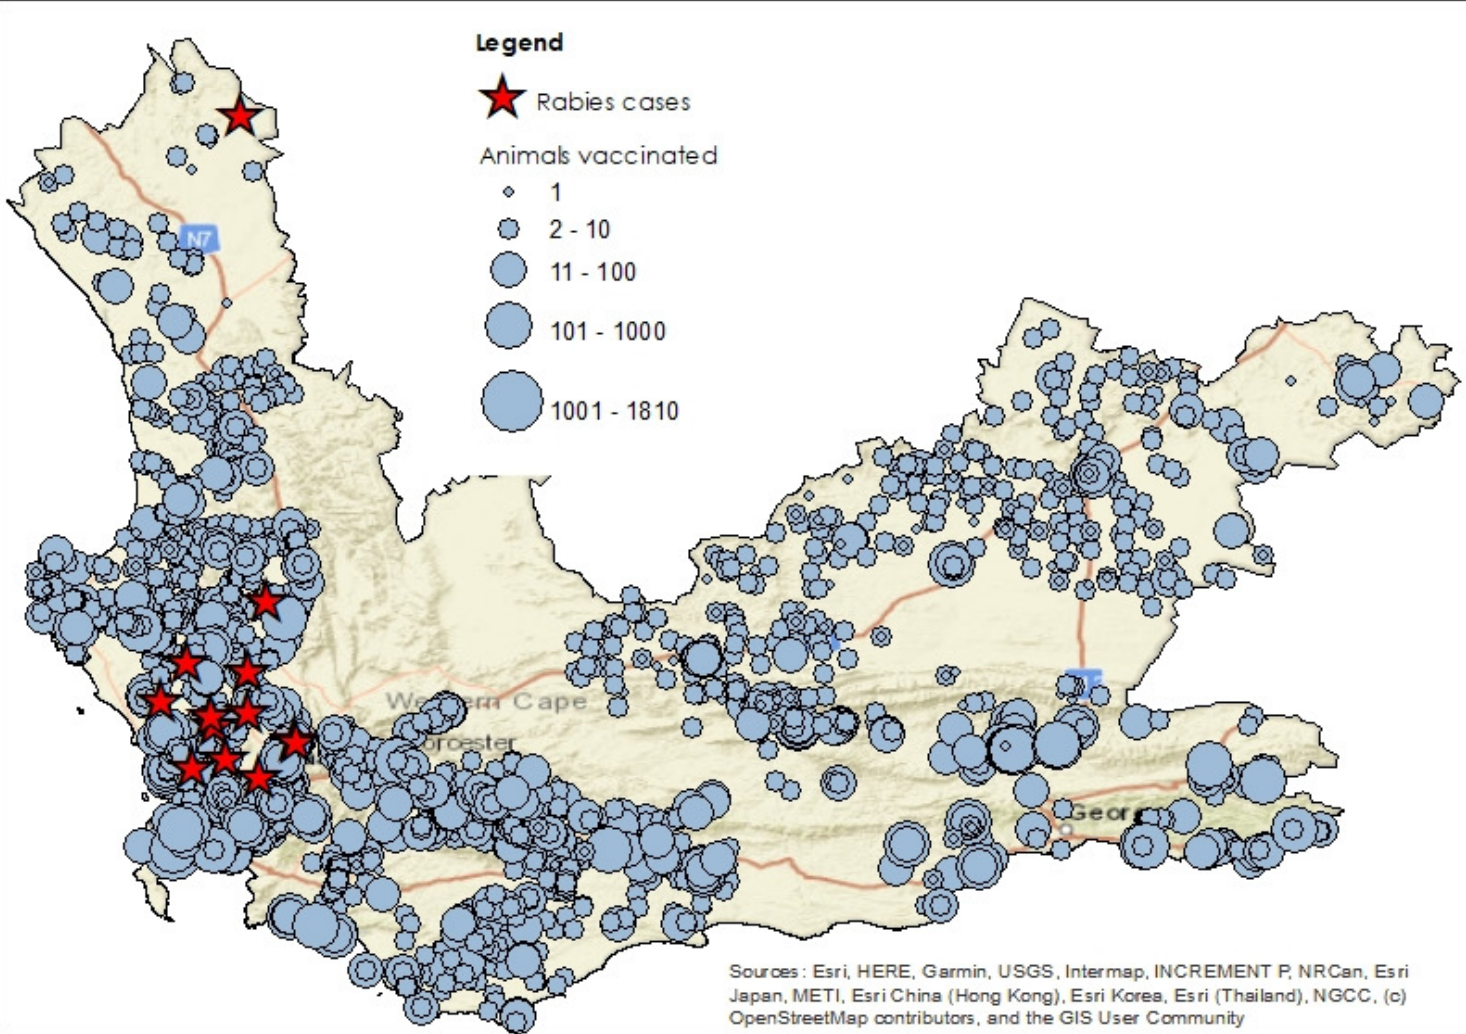 Legend
Rabies cases
Animals vaccinated
1
2 - 10
11 - 100
101 - 1000
1001 - 1810
N7
Western Cape
orcester
Geor
Sources: Esri, HERE, Garmin, USGS, Intermap, INCREMENT P, NRCan, Esri
Japan, METI, Esri China (Hong Kong), Esri Korea, Esri (Thailand), NGCC, (c)
OpenStreetMap contributors, and the GIS User Community